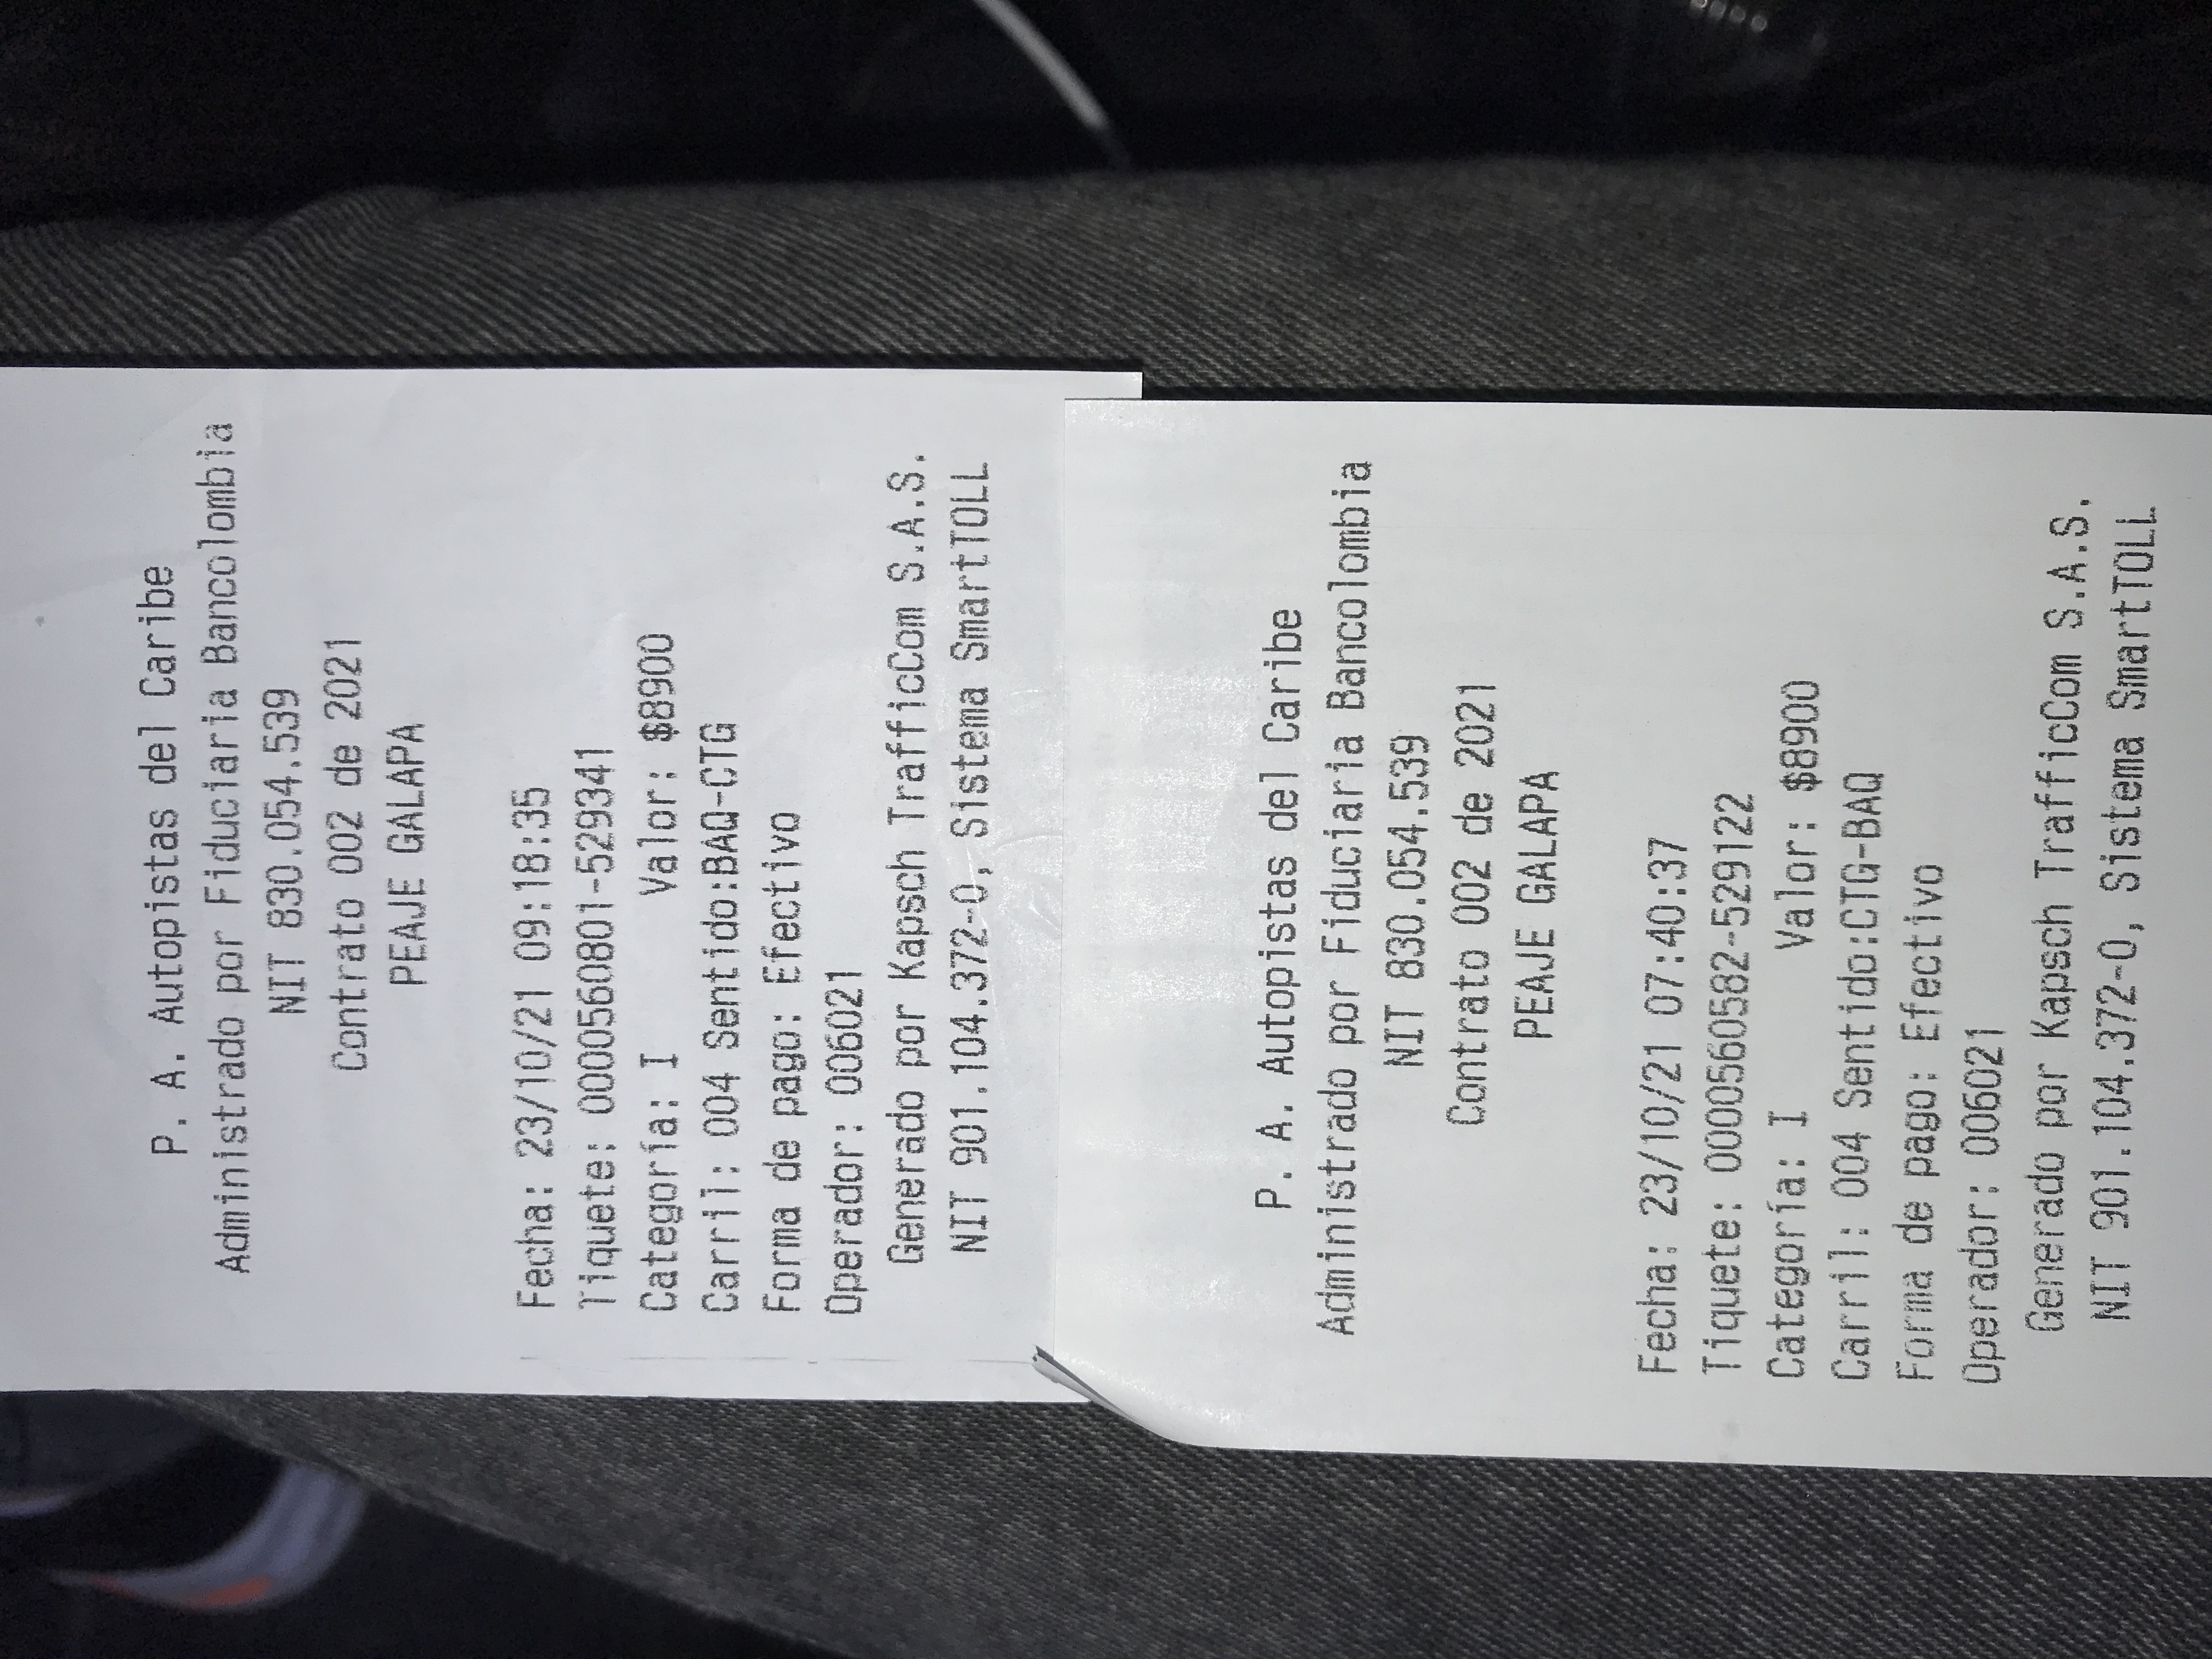 P. A. Autopistas del Caribe
Administrado por Fiduciaria Bancolombia
NIT 830.054.539
Contrato 002 de 2021
PEAJE GALAPA
Fecha: 23/10/21 09:18:35
Tiquete: 0000560801-529341
Categoría: I Valor: $8900
Carril: 004 Sentido:BAQ-CTG
Forma de pago: Efectivo
Operador: 006021
Generado por Kapsch TrafficCom S.A.S.
NIT 901.104.372-0, Sistema SmartTOLL
P. A. Autopistas del Caribe
Administrado por Fiduciaria Bancolombia
NIT 830.054.539
Contrato 002 de 2021
PEAJE GALAPA
Fecha: 23/10/21 07:40:37
Tiquete: 0000560582-529122
Categoría: I Valor: $8900
Carril: 004 Sentido:CTG-BAQ
Forma de pago: Efectivo
Operador: 006021
Generado por Kapsch TrafficCom S.A.S.
NIT 901.104.372-0, Sistema SmartTOLL